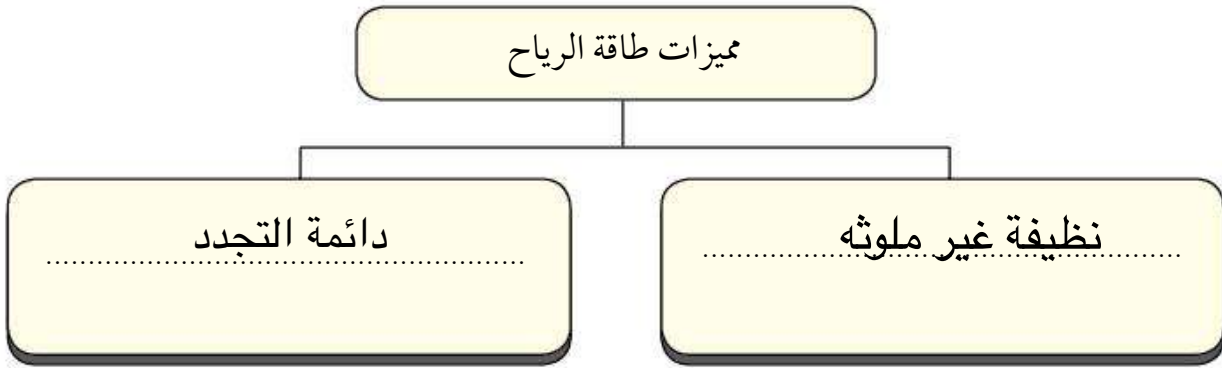 مميزات طاقة الرياح
نظيفة غير ملوثه
دائمة التجدد